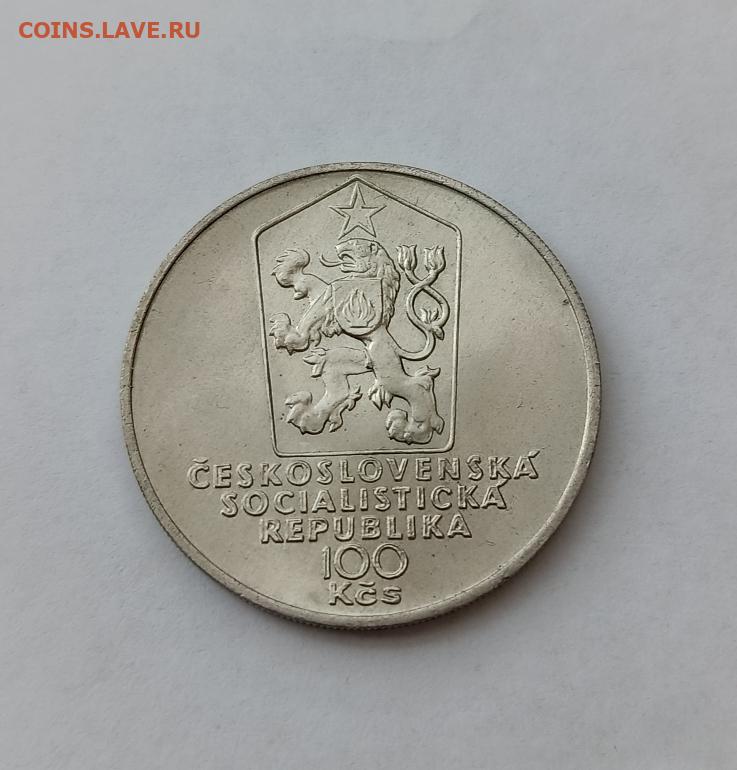 COINS.LAVE.RU
ČESKOSLOVENSKÁ
SOCIALISTICKÁ
REPUBLIKA
100
Kčs